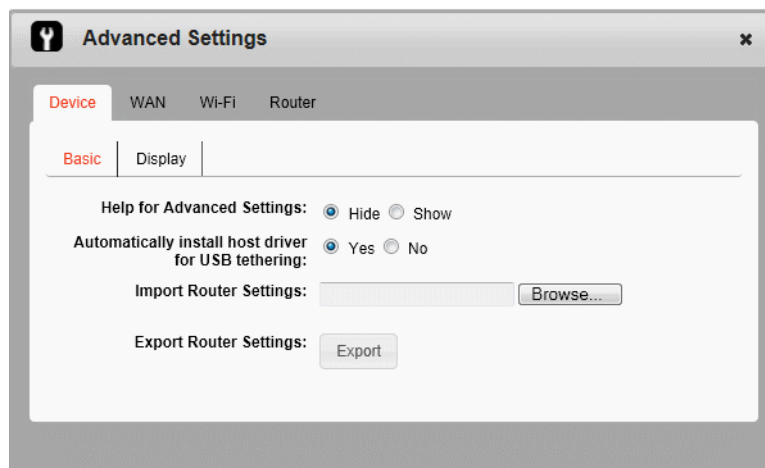 Advanced Settings
Device WAN Wi-Fi Router
Basic Display
Help for Advanced Settings: Hide Show
Automatically install host driver
for USB tethering: Yes No
Import Router Settings: Browse...
Export Router Settings: Export